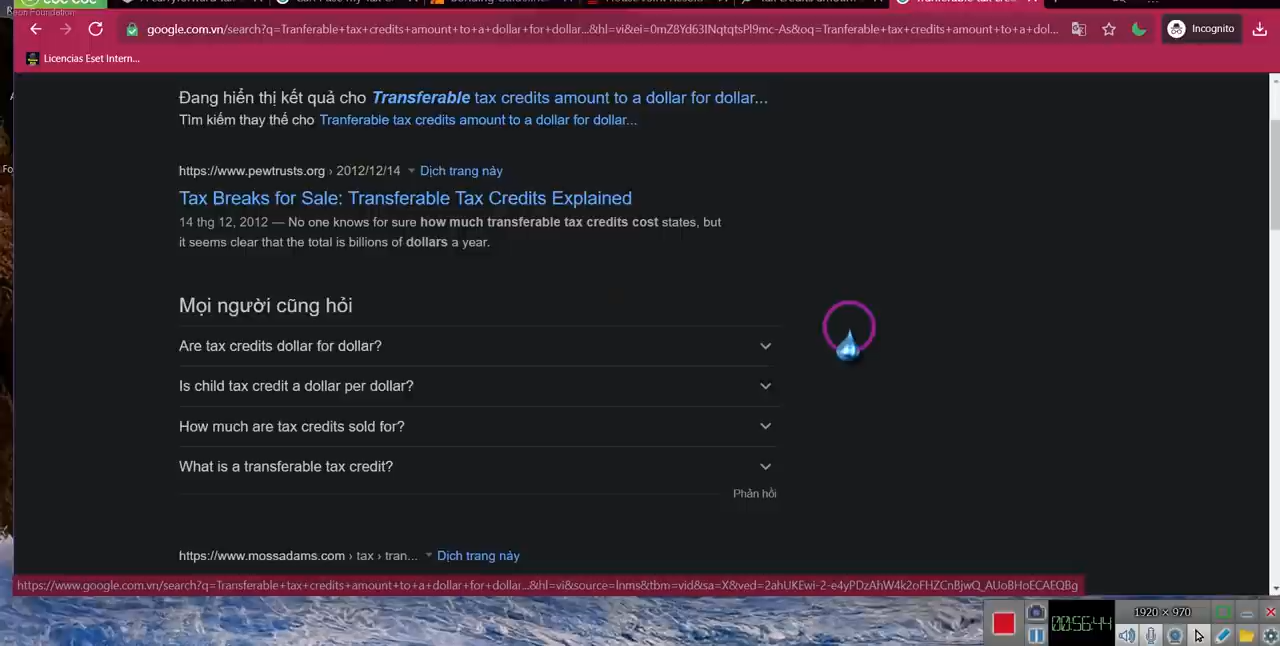 google.com.vn/search?q=Tranferable+tax+credits+amount+to+a+dollar+for+dollar...&hl=vi&ei=0mZ8Yd63INqtqtsPl9mc-As&oq=Tranferable+tax+credits+amount+to+a+dol...
Incognito
Licencias Eset Intern...
Đang hiển thị kết quả cho Transferable tax credits amount to a dollar for dollar...
Tìm kiếm thay thế cho Tranferable tax credits amount to a dollar for dollar...
https://www.pewtrusts.org › 2012/12/14 Dịch trang này
Tax Breaks for Sale: Transferable Tax Credits Explained
14 thg 12, 2012 — No one knows for sure how much transferable tax credits cost states, but
it seems clear that the total is billions of dollars a year.
Mọi người cũng hỏi
Are tax credits dollar for dollar?
Is child tax credit a dollar per dollar?
How much are tax credits sold for?
What is a transferable tax credit?
Phản hồi
https://www.mossadams.com › tax › tran... Dịch trang này
https://www.google.com.vn/search?q=Transferable+tax+credits+amount+to+a+dollar+for+dollar...&hl=vi&source=lnms&tbm=vid&sa=X&ved=2ahUKEwi-2-e4yPDzAhW4k2oFHZCnBjwQ_AUoBHoECAEQBg
1920 × 970
00:56:44